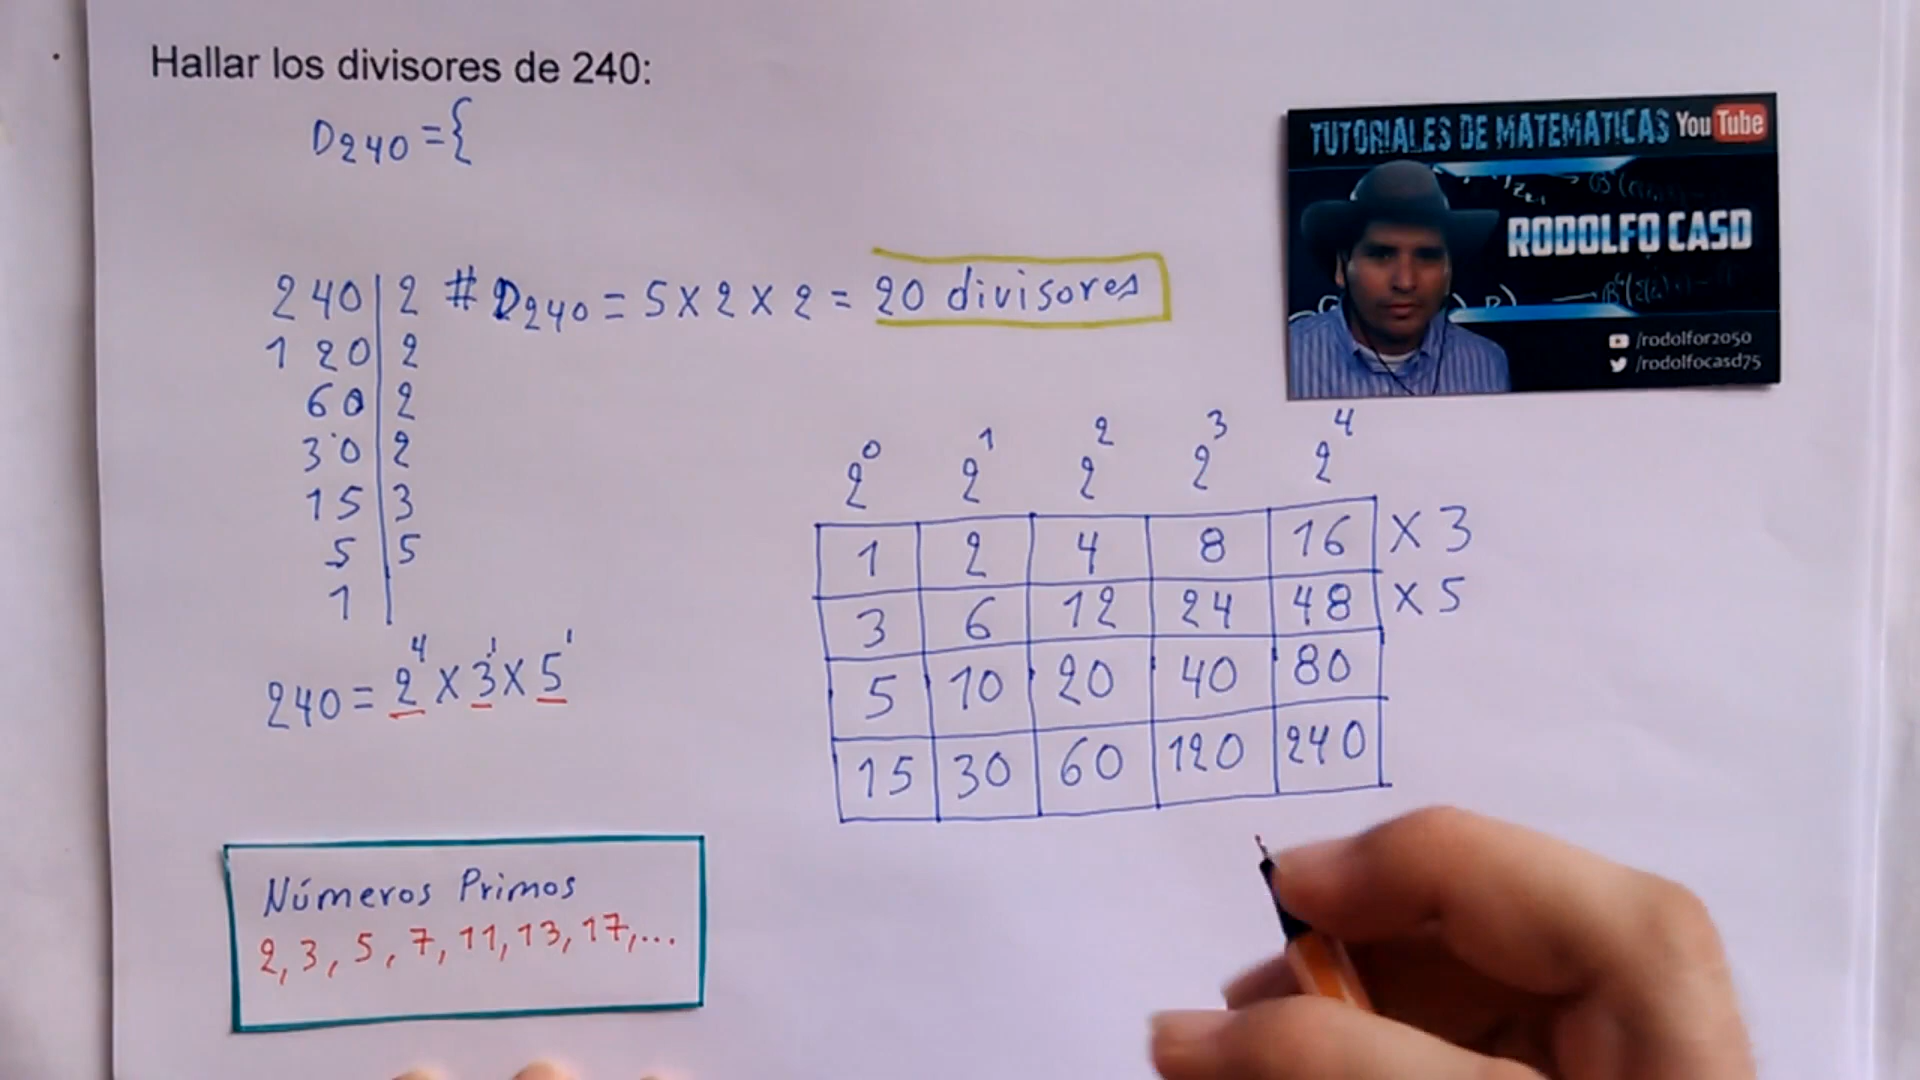 Hallar los divisores de 240:
D240 = {
TUTORIALES DE MATEMATICAS YouTube
RODOLFO CASD
/rodolfor2050
/rodolfocasd75
240 | 2 # D240 = 5 X 2 X 2 = 20 divisores
120 | 2
60 | 2
30 | 2
15 | 3
5 | 5
1 |
240 = 2⁴ X 3¹ X 5¹
2⁰ 2¹ 2² 2³ 2⁴
1 2 4 8 16 X 3
3 6 12 24 48 X 5
5 10 20 40 80
15 30 60 120 240
Números Primos
2, 3, 5, 7, 11, 13, 17, ...